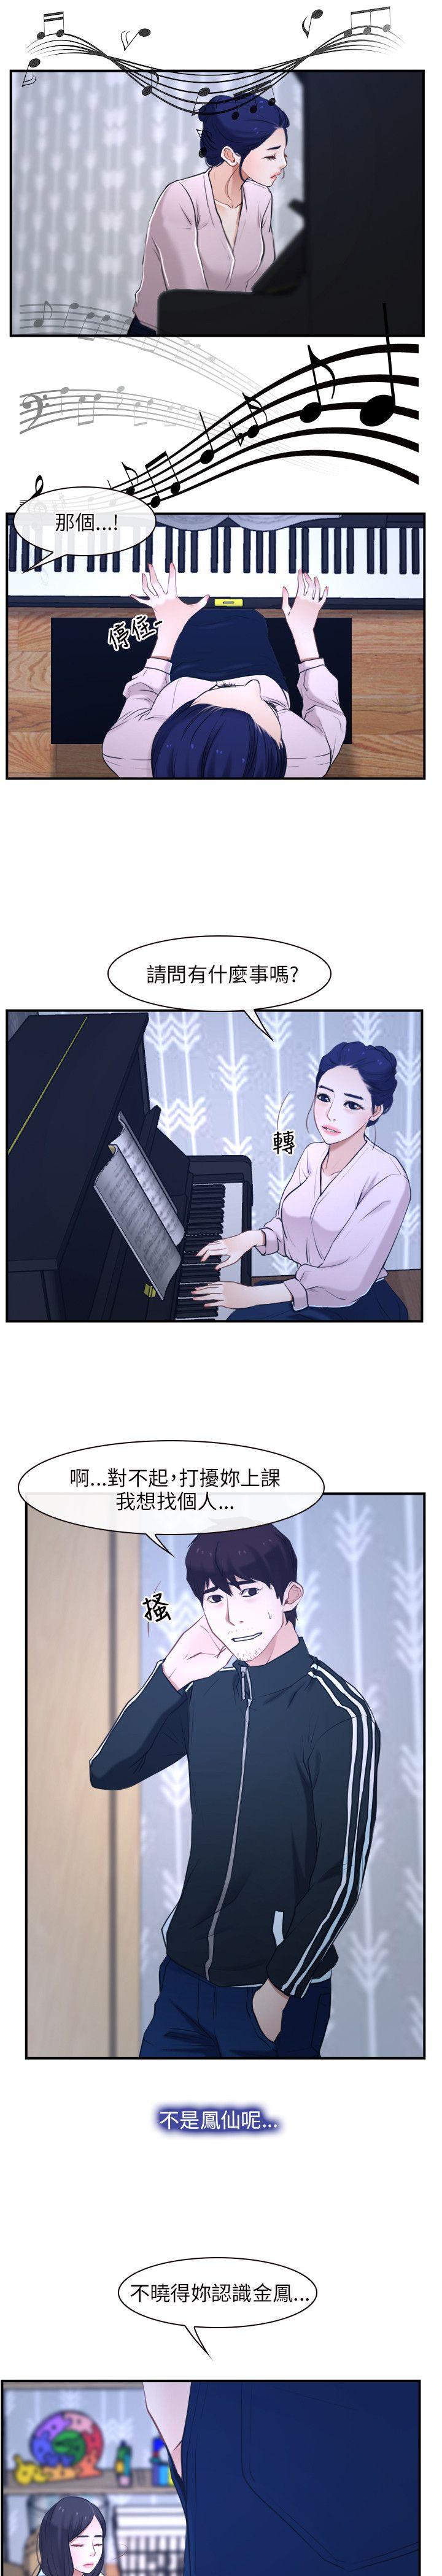 那個...!
停住-
請問有什麼事嗎?
轉
啊...對不起,打擾妳上課
我想找個人...
搔
不是鳳仙呢...
不曉得妳認識金鳳...